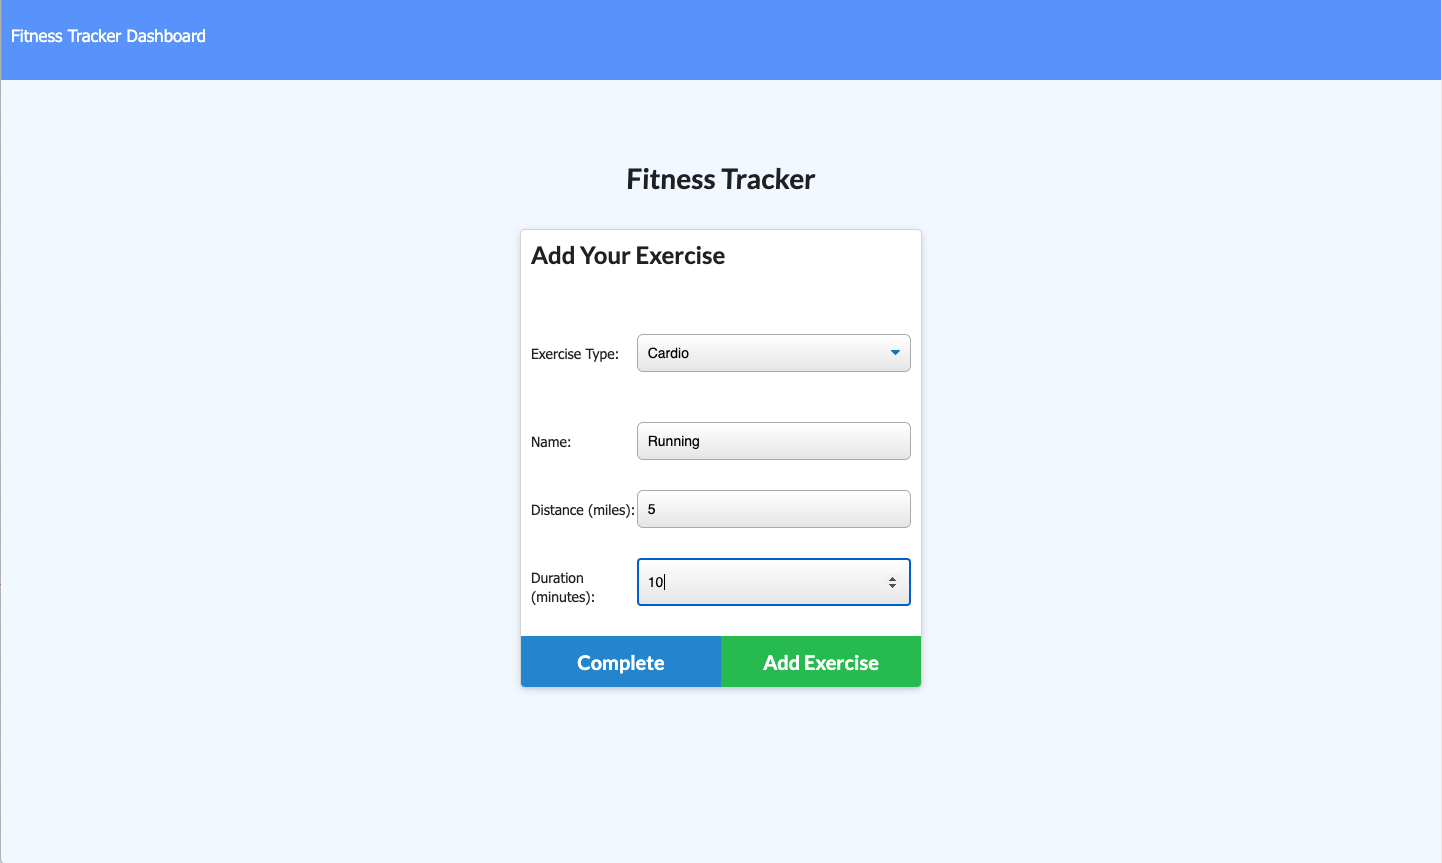 Fitness Tracker Dashboard
Fitness Tracker
Add Your Exercise
Exercise Type: Cardio
Name: Running
Distance (miles): 5
Duration
(minutes): 10
Complete Add Exercise